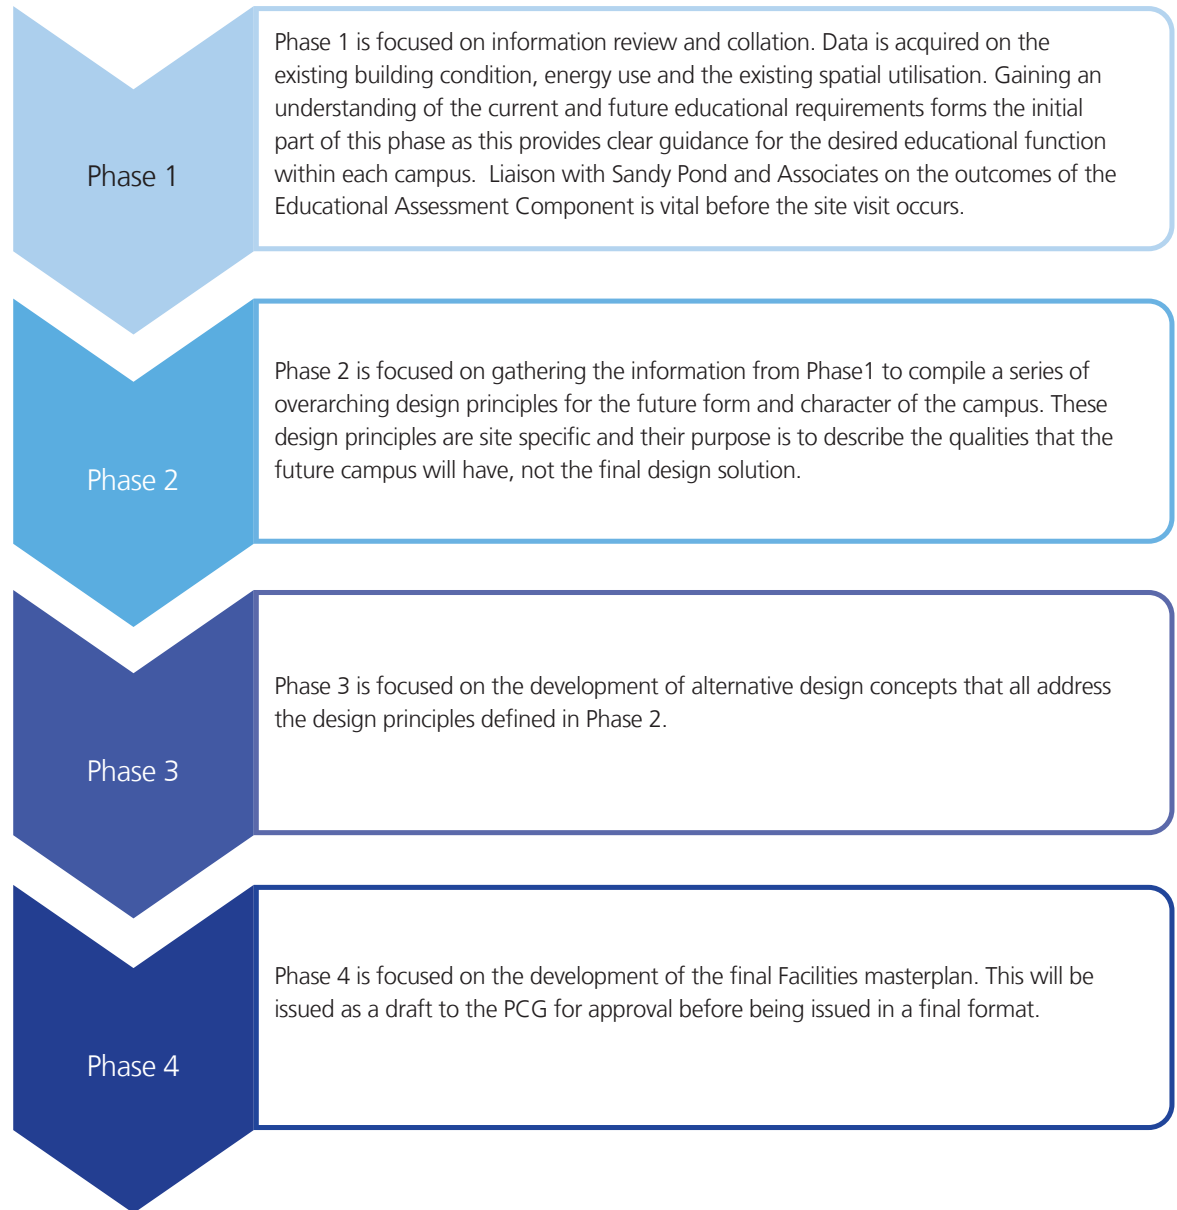 Phase 1
Phase 1 is focused on information review and collation. Data is acquired on the
existing building condition, energy use and the existing spatial utilisation. Gaining an
understanding of the current and future educational requirements forms the initial
part of this phase as this provides clear guidance for the desired educational function
within each campus.  Liaison with Sandy Pond and Associates on the outcomes of the
Educational Assessment Component is vital before the site visit occurs.
Phase 2
Phase 2 is focused on gathering the information from Phase1 to compile a series of
overarching design principles for the future form and character of the campus. These
design principles are site specific and their purpose is to describe the qualities that the
future campus will have, not the final design solution.
Phase 3
Phase 3 is focused on the development of alternative design concepts that all address
the design principles defined in Phase 2.
Phase 4
Phase 4 is focused on the development of the final Facilities masterplan. This will be
issued as a draft to the PCG for approval before being issued in a final format.